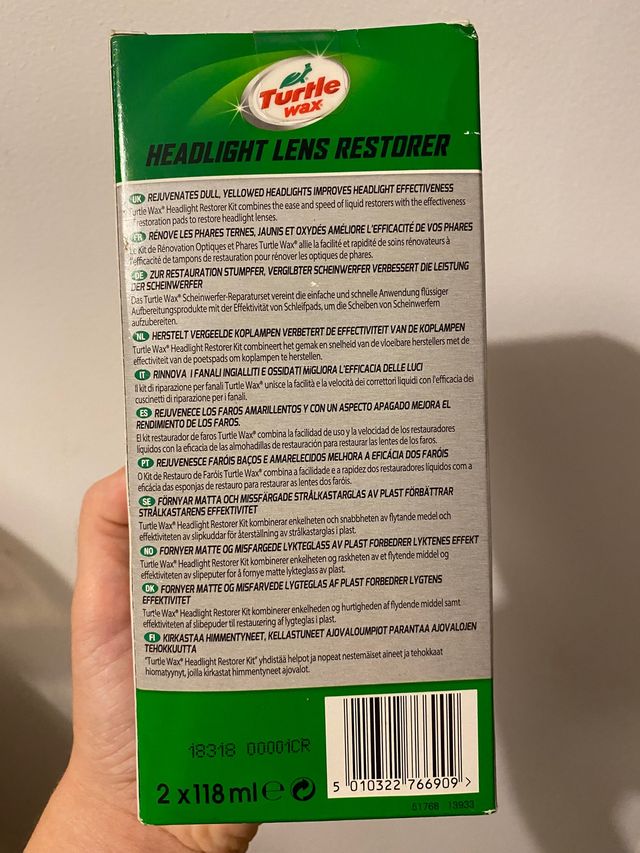 Turtle
wax
HEADLIGHT LENS RESTORER
UK REJUVENATES DULL, YELLOWED HEADLIGHTS IMPROVES HEADLIGHT EFFECTIVENESS
Turtle Wax® Headlight Restorer Kit combines the ease and speed of liquid restorers with the effectiveness
of restoration pads to restore headlight lenses.
FR RÉNOVE LES PHARES TERNES, JAUNIS ET OXYDÉS AMÉLIORE L'EFFICACITÉ DE VOS PHARES
Le Kit de Rénovation Optiques et Phares Turtle Wax® allie la facilité et rapidité de soins rénovateurs à
l'efficacité de tampons de restauration pour rénover les optiques de phares.
DE ZUR RESTAURATION STUMPFER, VERGILBTER SCHEINWERFER VERBESSERT DIE LEISTUNG
DER SCHEINWERFER
Das Turtle Wax® Scheinwerfer-Reparaturset vereint die einfache und schnelle Anwendung flüssiger
Aufbereitungsprodukte mit der Effektivität von Schleifpads, um die Scheiben von Scheinwerfern
aufzubereiten.
NL HERSTELT VERGEELDE KOPLAMPEN VERBETERT DE EFFECTIVITEIT VAN DE KOPLAMPEN
Turtle Wax® Headlight Restorer Kit combineert het gemak en snelheid van de vloeibare herstellers met de
effectiviteit van de poetspads om koplampen te herstellen.
IT RINNOVA I FANALI INGIALLITI E OSSIDATI MIGLIORA L'EFFICACIA DELLE LUCI
Il kit di riparazione per fanali Turtle Wax® unisce la facilità e la velocità dei correttori liquidi con l'efficacia dei
cuscinetti di riparazione per i fanali.
ES REJUVENECE LOS FAROS AMARILLENTOS Y CON UN ASPECTO APAGADO MEJORA EL
RENDIMIENTO DE LOS FAROS.
El kit restaurador de faros Turtle Wax® combina la facilidad de uso y la velocidad de los restauradores
líquidos con la eficacia de las almohadillas de restauración para restaurar las lentes de los faros.
PT REJUVENESCE FARÓIS BAÇOS E AMARELECIDOS MELHORA A EFICÁCIA DOS FARÓIS
O Kit de Restauro de Faróis Turtle Wax® combina a facilidade e a rapidez dos restauradores líquidos com a
eficácia das esponjas de restauro para restaurar as lentes dos faróis.
SE FÖRNYAR MATTA OCH MISSFÄRGADE STRÅLKASTARGLAS AV PLAST FÖRBÄTTRAR
STRÅLKASTARENS EFFEKTIVITET
Turtle Wax® Headlight Restorer Kit kombinerar enkelheten och snabbheten av flytande medel och
effektiviteten av slipkuddar för återställning av strålkastarglas i plast.
NO FORNYER MATTE OG MISFARGEDE LYKTEGLASS AV PLAST FORBEDRER LYKTENES EFFEKT
Turtle Wax® Headlight Restorer Kit kombinerer enkelheten og raskheten av et flytende middel og
effektiviteten av slipeputer for å fornye matte lykteglass av plast.
DK FORNYER MATTE OG MISFARVEDE LYGTEGLAS AF PLAST FORBEDRER LYGTENS
EFFEKTIVITET
Turtle Wax® Headlight Restorer Kit kombinerer enkelheden og hurtigheden af flydende middel samt
effektiviteten af slibepuder til restaurering af lygteglas i plast.
FI KIRKASTAA HIMMENTYNEET, KELLASTUNEET AJOVALOUMPIOT PARANTAA AJOVALOJEN
TEHOKKUUTTA
"Turtle Wax® Headlight Restorer Kit" yhdistää helpot ja nopeat nestemäiset aineet ja tehokkaat
hiomatyynyt, joilla kirkastat himmentyneet ajovalot.
18318 00001CR
2 x 118 ml e
5 010322 766909 >
51768 13933